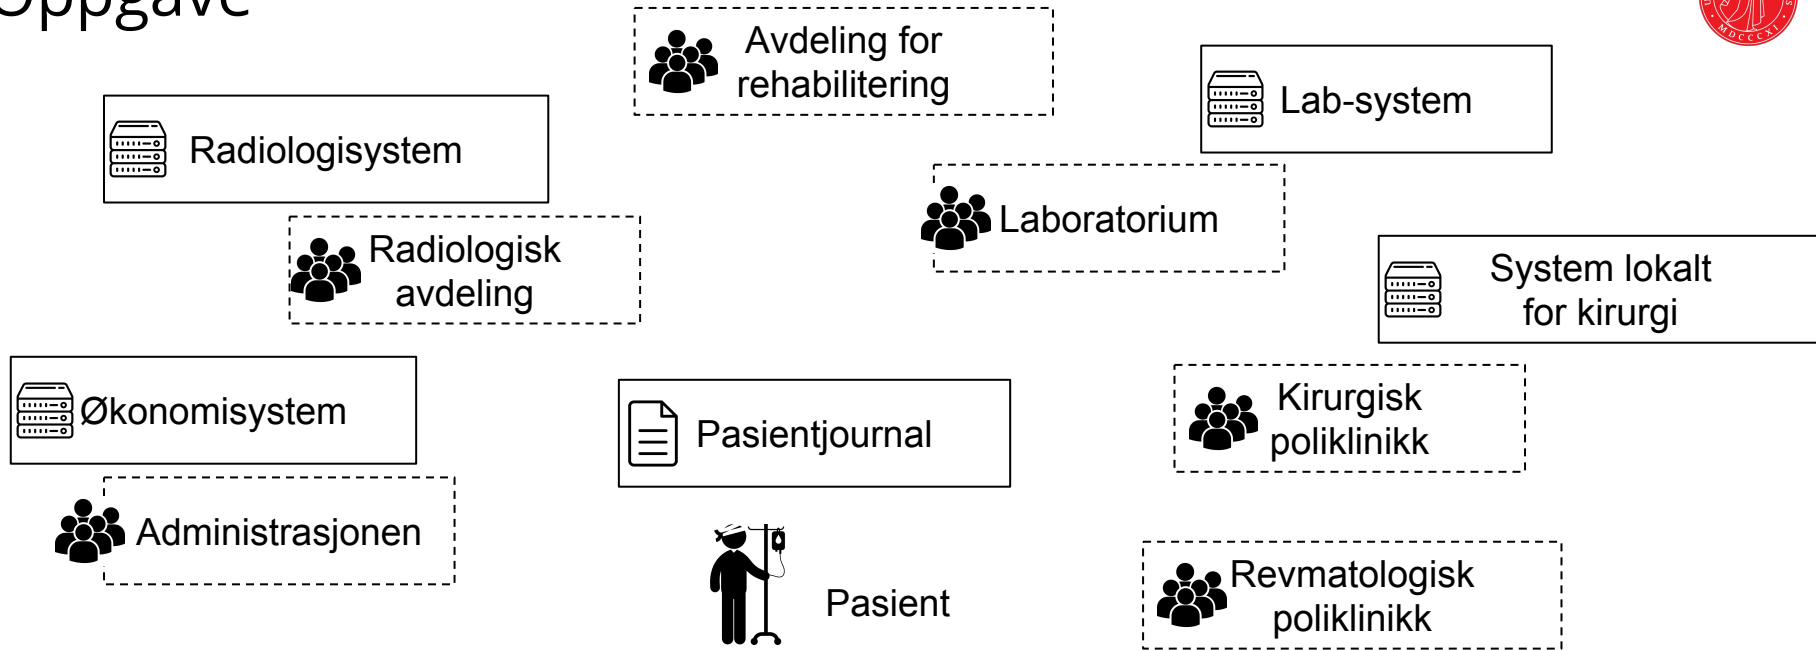 Oppgave
Avdeling for
rehabilitering
Lab-system
Radiologisystem
Laboratorium
Radiologisk
avdeling
System lokalt
for kirurgi
Økonomisystem
Pasientjournal
Kirurgisk
poliklinikk
Administrasjonen
Pasient
Revmatologisk
poliklinikk
MDCCCXI